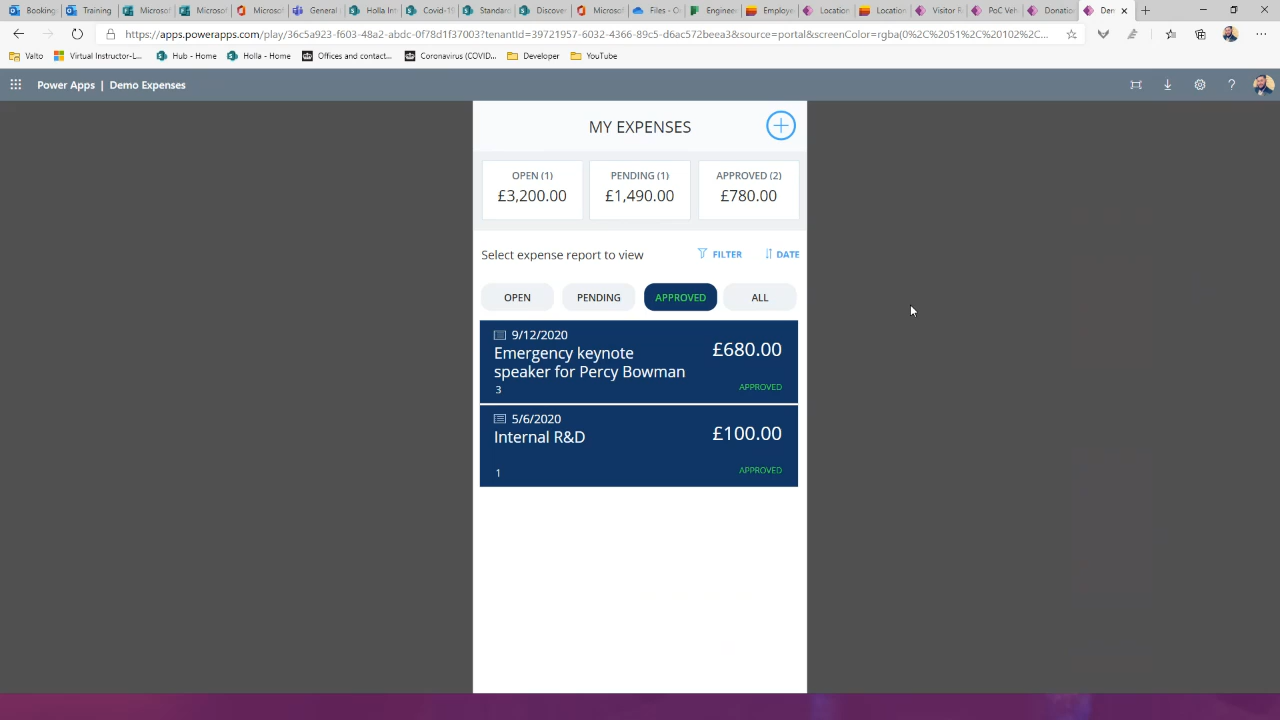 Booking
Training
Microsof
Microsof
Microso
General
Holla Int
Covid-19
Standard
Discover
Microsof
Files - O
Engineer
Employe
Location
Location
Visitor R
PoC Veh
Donation
Dem
https://apps.powerapps.com/play/36c5a923-f603-48a2-abdc-0f78d1f37003?tenantId=39721957-6032-4366-89c5-d6ac572beea3&source=portal&screenColor=rgba(0%2C%2051%2C%20102%2C...
Valto
Virtual Instructor-L...
Hub - Home
Holla - Home
Offices and contact...
Coronavirus (COVID...
Developer
YouTube
Power Apps | Demo Expenses
MY EXPENSES
OPEN (1)
£3,200.00
PENDING (1)
£1,490.00
APPROVED (2)
£780.00
Select expense report to view
FILTER
DATE
OPEN
PENDING
APPROVED
ALL
9/12/2020
Emergency keynote
speaker for Percy Bowman
3
£680.00
APPROVED
5/6/2020
Internal R&D
1
£100.00
APPROVED